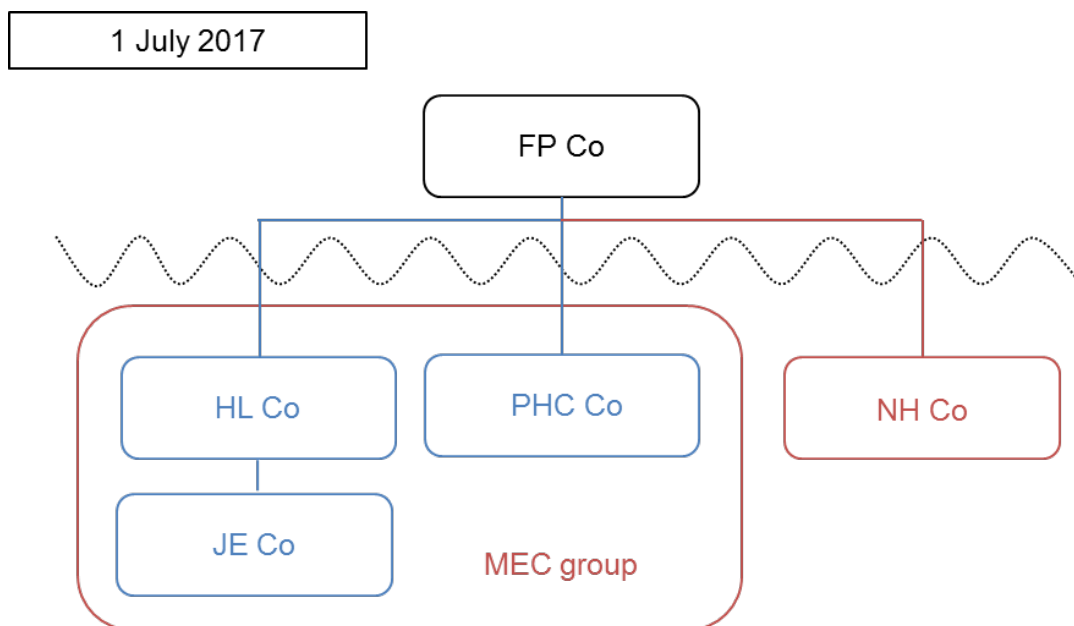 1 July 2017
FP Co
HL Co
PHC Co
NH Co
JE Co
MEC group